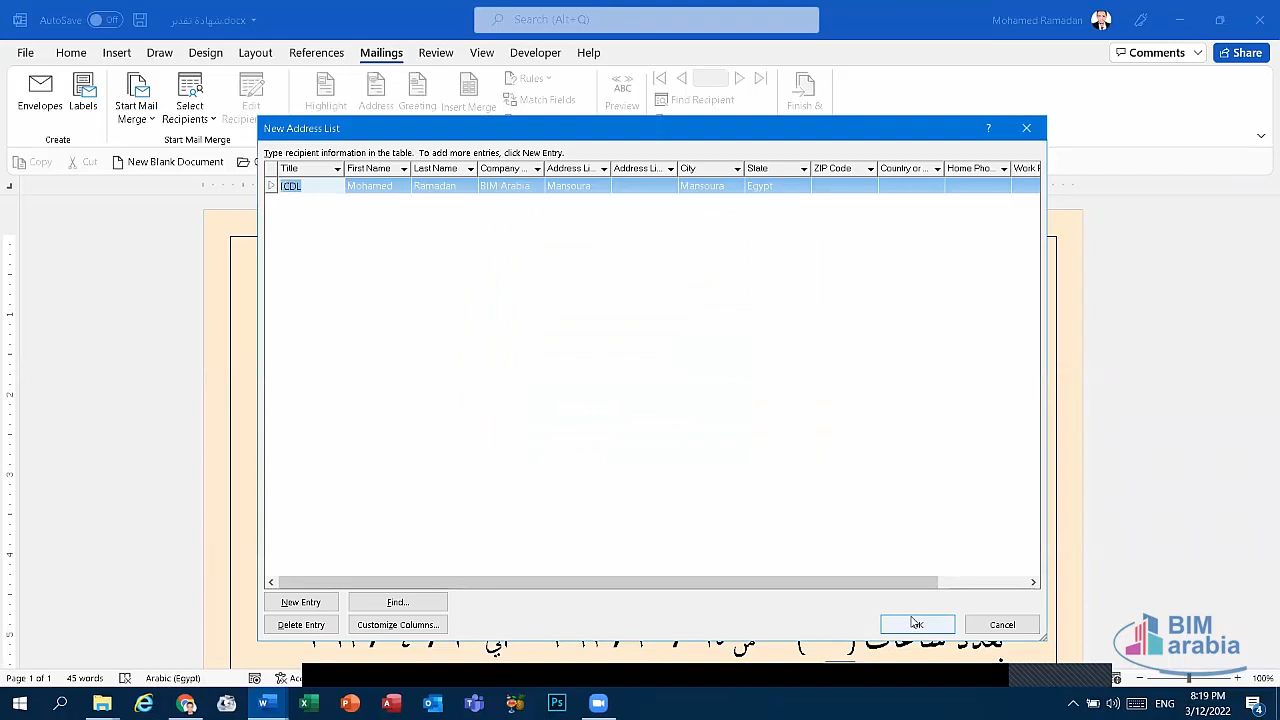 AutoSave Off شهادة تقدير.docx Search (Alt+Q) Mohamed Ramadan
File Home Insert Draw Design Layout References Mailings Review View Developer Help Comments Share
Envelopes Labels Start Mail Merge Select Recipients Edit Recipient Highlight Address Greeting Insert Merge Rules Match Fields Preview Find Recipient Finish &
Create Start Mail Merge
Copy Cut New Blank Document
New Address List
Type recipient information in the table. To add more entries, click New Entry.
Title First Name Last Name Company ... Address Li... Address Li... City State ZIP Code Country or ... Home Pho... Work P
ICDL Mohamed Ramadan BIM Arabia Mansoura Mansoura Egypt
New Entry Find...
Delete Entry Customize Columns... OK Cancel
بعدد ساعات ( )
BIM
arabia
Page 1 of 1 45 words Arabic (Egypt) 100%
ENG 8:19 PM
3/12/2022
4